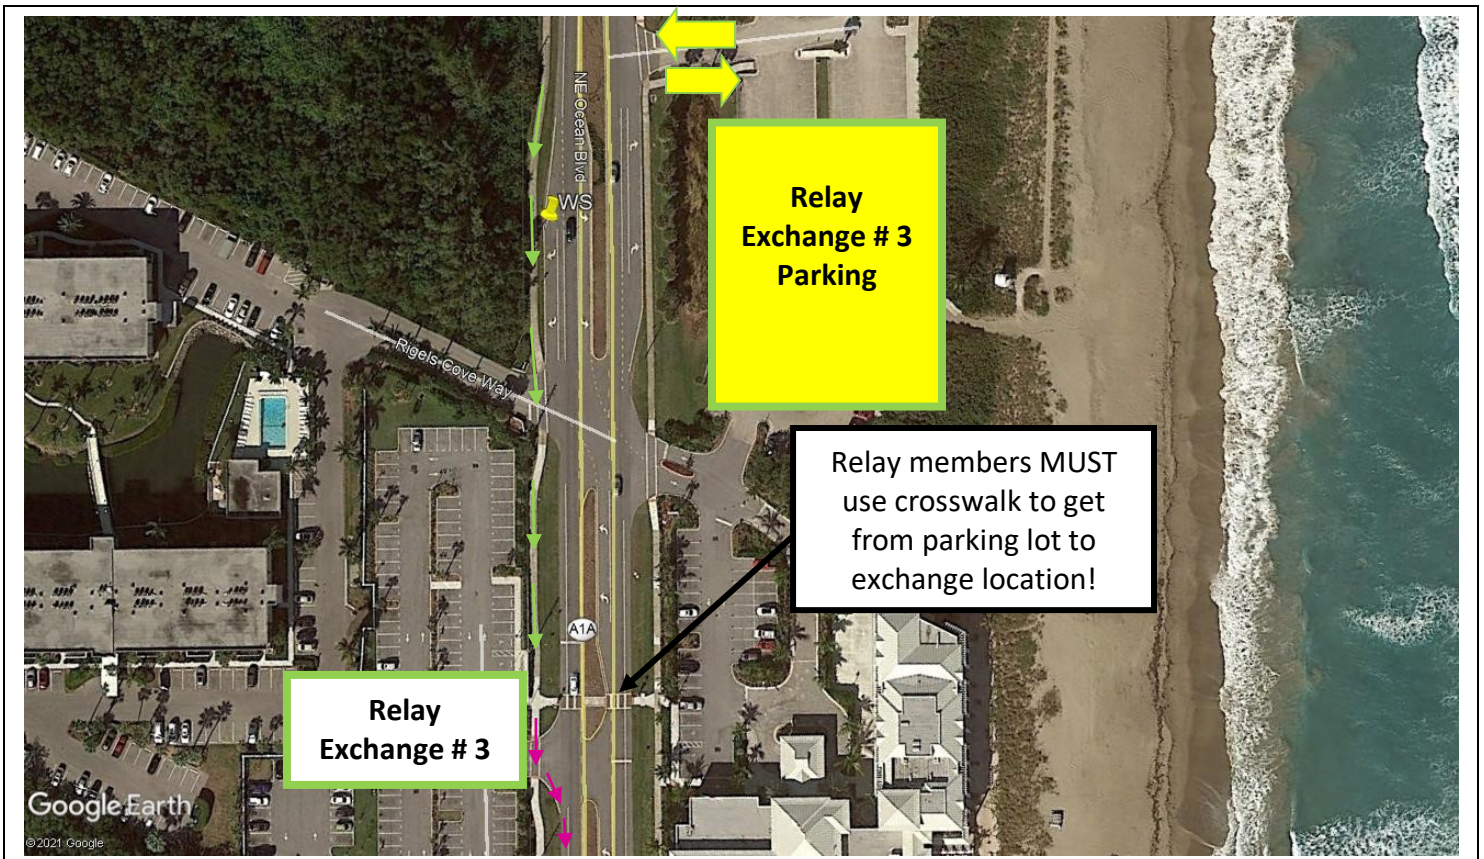 NE Ocean Blvd
WS
Relay
Exchange # 3
Parking
Rigels Cove Way
Relay members MUST
use crosswalk to get
from parking lot to
exchange location!
A1A
Relay
Exchange # 3
Google Earth
©2021 Google